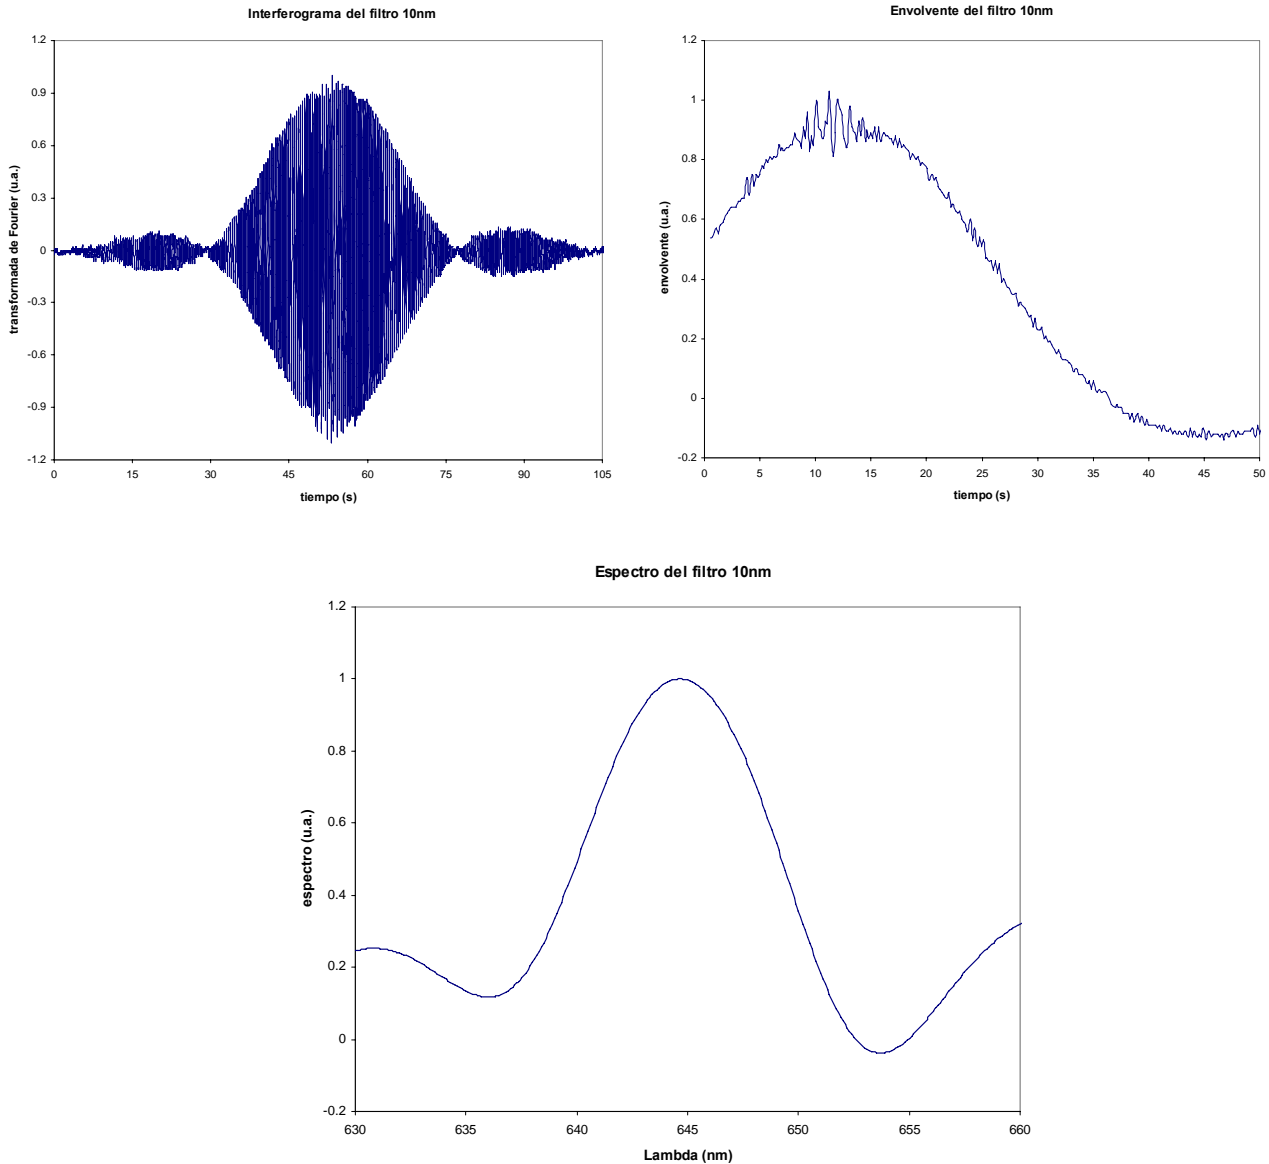 Interferograma del filtro 10nm
1.2
0.9
0.6
0.3
0
-0.3
-0.6
-0.9
-1.2
0 15 30 45 60 75 90 105
transformada de Fourier (u.a.)
tiempo (s)
Envolvente del filtro 10nm
1.2
1
0.8
0.6
0.4
0.2
0
-0.2
0 5 10 15 20 25 30 35 40 45 50
envolvente (u.a.)
tiempo (s)
Espectro del filtro 10nm
1.2
1
0.8
0.6
0.4
0.2
0
-0.2
630 635 640 645 650 655 660
espectro (u.a.)
Lambda (nm)